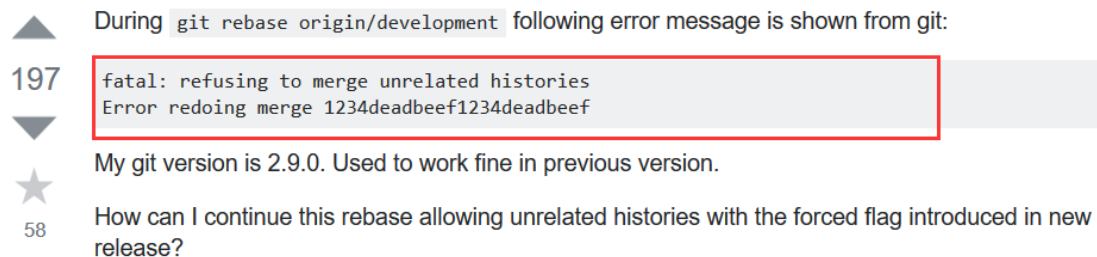 During git rebase origin/development following error message is shown from git:
197
fatal: refusing to merge unrelated histories
Error redoing merge 1234deadbeef1234deadbeef
My git version is 2.9.0. Used to work fine in previous version.
58
How can I continue this rebase allowing unrelated histories with the forced flag introduced in new
release?